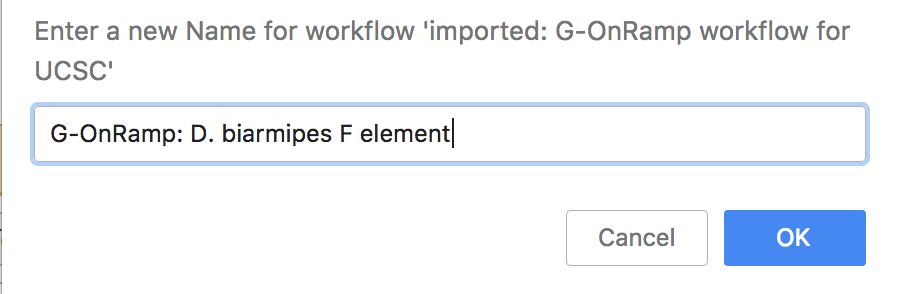 Enter a new Name for workflow 'imported: G-OnRamp workflow for
UCSC'
G-OnRamp: D. biarmipes F element
Cancel
OK